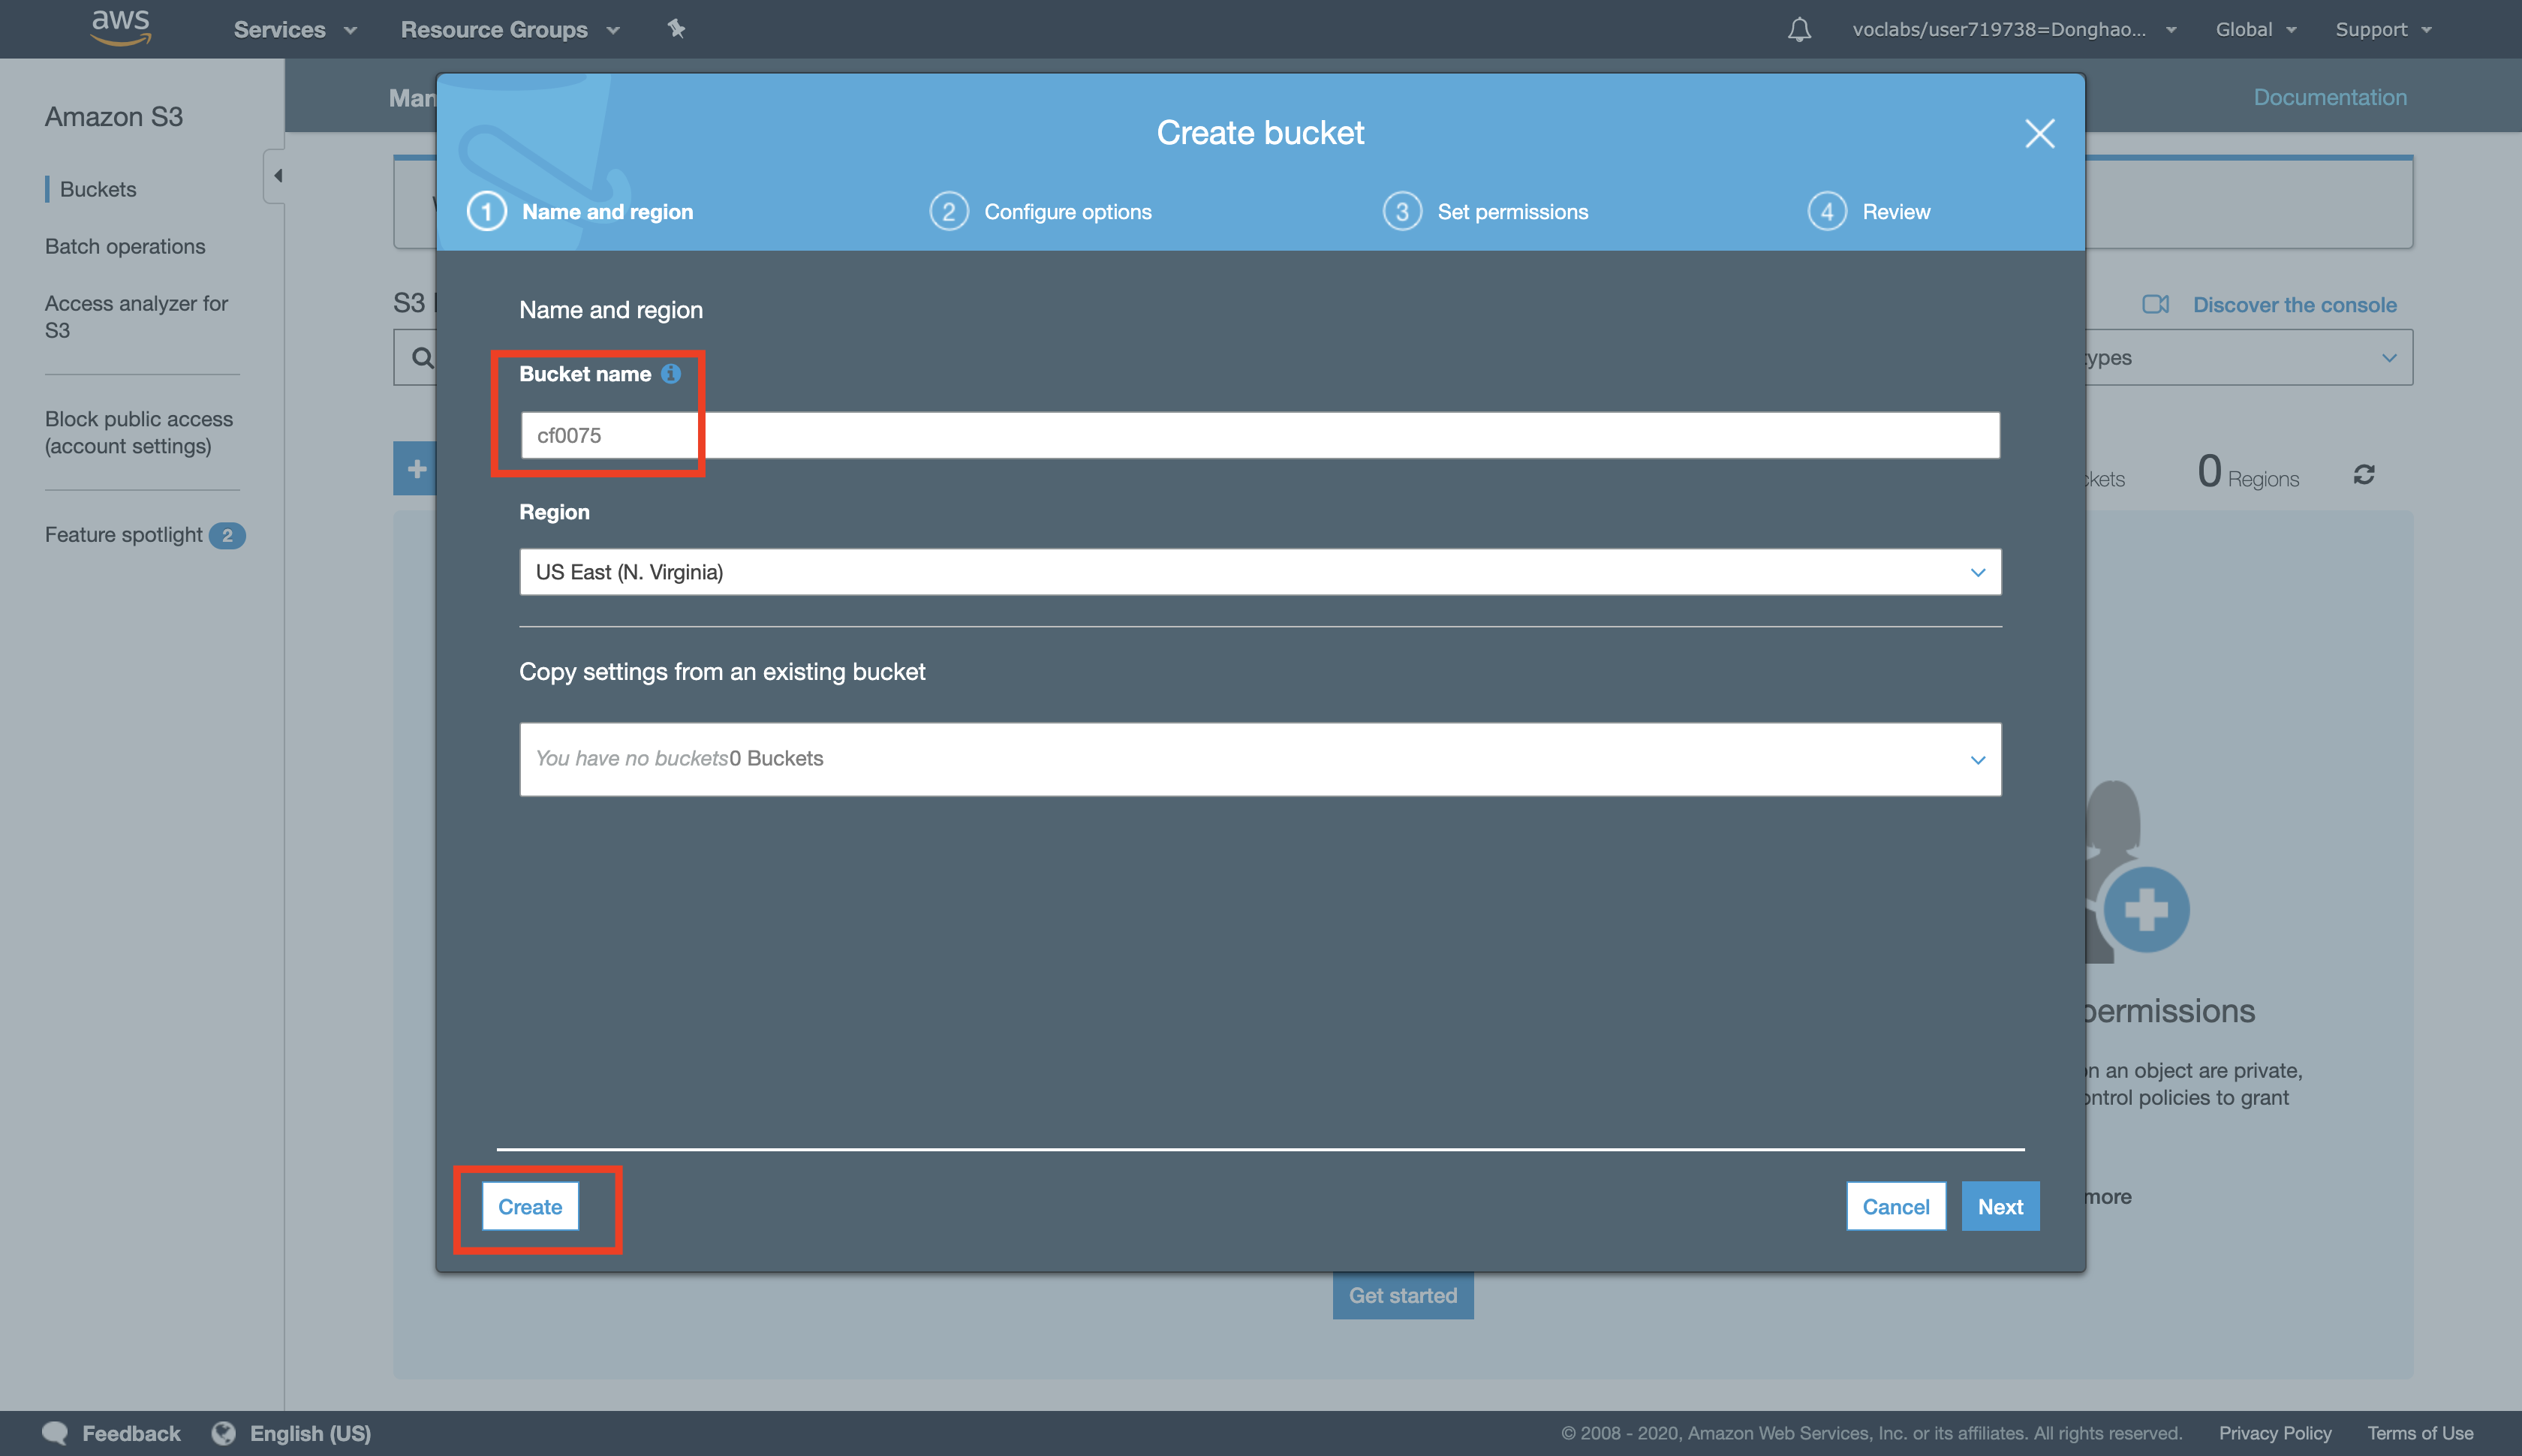 aws
Services
Resource Groups
voclabs/user719738=Donghao...
Global
Support
Amazon S3
Buckets
Batch operations
Access analyzer for
S3
Block public access
(account settings)
Feature spotlight 2
Documentation
Create bucket
1 Name and region
2 Configure options
3 Set permissions
4 Review
S3
Discover the console
Name and region
Bucket name
cf0075
Region
US East (N. Virginia)
0 Regions
Copy settings from an existing bucket
You have no buckets0 Buckets
permissions
an object are private,
policies to grant
more
Create
Cancel
Next
Get started
Feedback
English (US)
© 2008 - 2020, Amazon Web Services, Inc. or its affiliates. All rights reserved.
Privacy Policy
Terms of Use